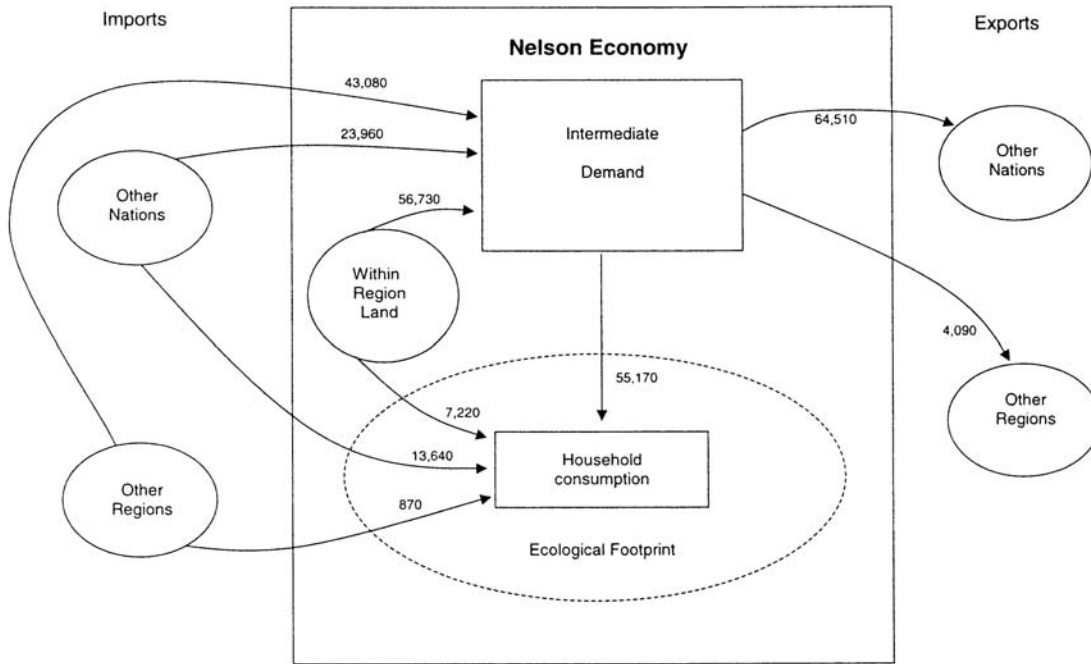 Imports
Exports
Nelson Economy
43,080
23,960
56,730
64,510
Intermediate
Demand
Other
Nations
Other
Nations
Within
Region
Land
4,090
55,170
7,220
13,640
870
Household
consumption
Other
Regions
Other
Regions
Ecological Footprint